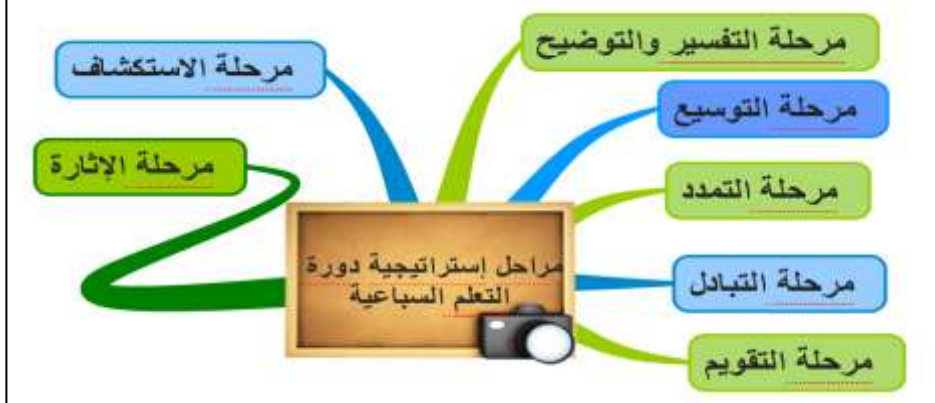 مرحلة التفسير والتوضيح
مرحلة الاستكشاف
مرحلة التوسيع
مرحلة الإثارة
مرحلة التمدد
مراحل إستراتيجية دورة
التعلم السباعية
مرحلة التبادل
مرحلة التقويم